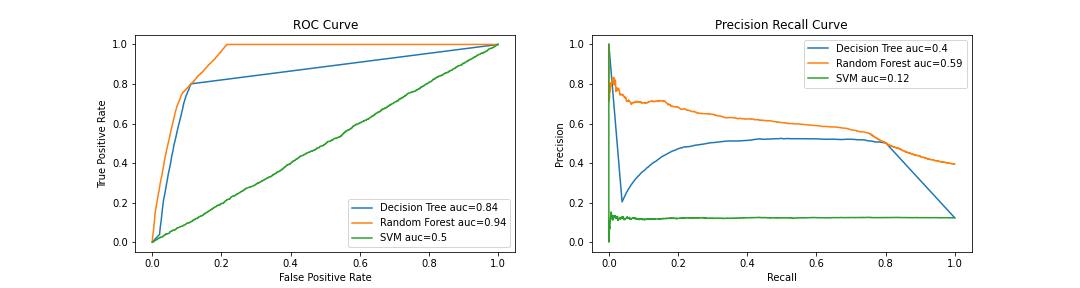 ROC Curve
1.0
0.8
0.6
0.4
0.2
0.0
True Positive Rate
Decision Tree auc=0.84
Random Forest auc=0.94
SVM auc=0.5
0.0 0.2 0.4 0.6 0.8 1.0
False Positive Rate
Precision Recall Curve
1.0
0.8
0.6
0.4
0.2
0.0
Precision
Decision Tree auc=0.4
Random Forest auc=0.59
SVM auc=0.12
0.0 0.2 0.4 0.6 0.8 1.0
Recall